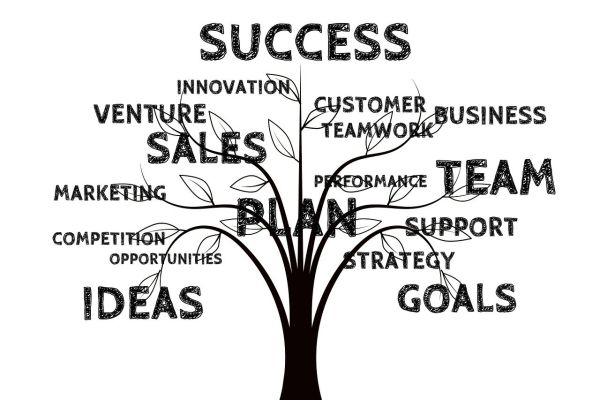 SUCCESS
INNOVATION
VENTURE
CUSTOMER
TEAMWORK
BUSINESS
SALES
PERFORMANCE
TEAM
MARKETING
PLAN
SUPPORT
COMPETITION
OPPORTUNITIES
STRATEGY
IDEAS
GOALS